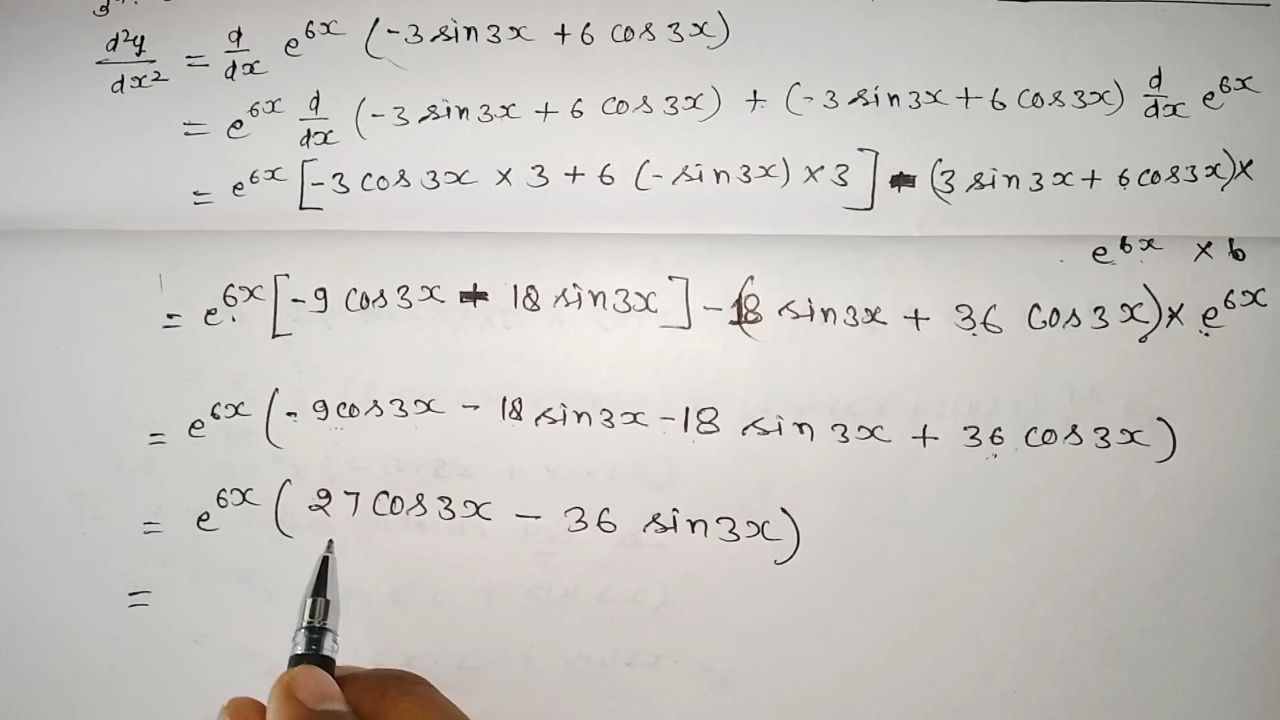 d²y/dx² = d/dx e^6x (-3 sin 3x + 6 cos 3x)
= e^6x d/dx (-3 sin 3x + 6 cos 3x) + (-3 sin 3x + 6 cos 3x) d/dx e^6x
= e^6x [-3 cos 3x × 3 + 6 (-sin 3x) × 3] - (3 sin 3x + 6 cos 3x) ×
e^6x × 6
= e^6x [-9 cos 3x - 18 sin 3x] - (18 sin 3x + 36 cos 3x) × e^6x
= e^6x (-9 cos 3x - 18 sin 3x - 18 sin 3x + 36 cos 3x)
= e^6x (27 cos 3x - 36 sin 3x)
=